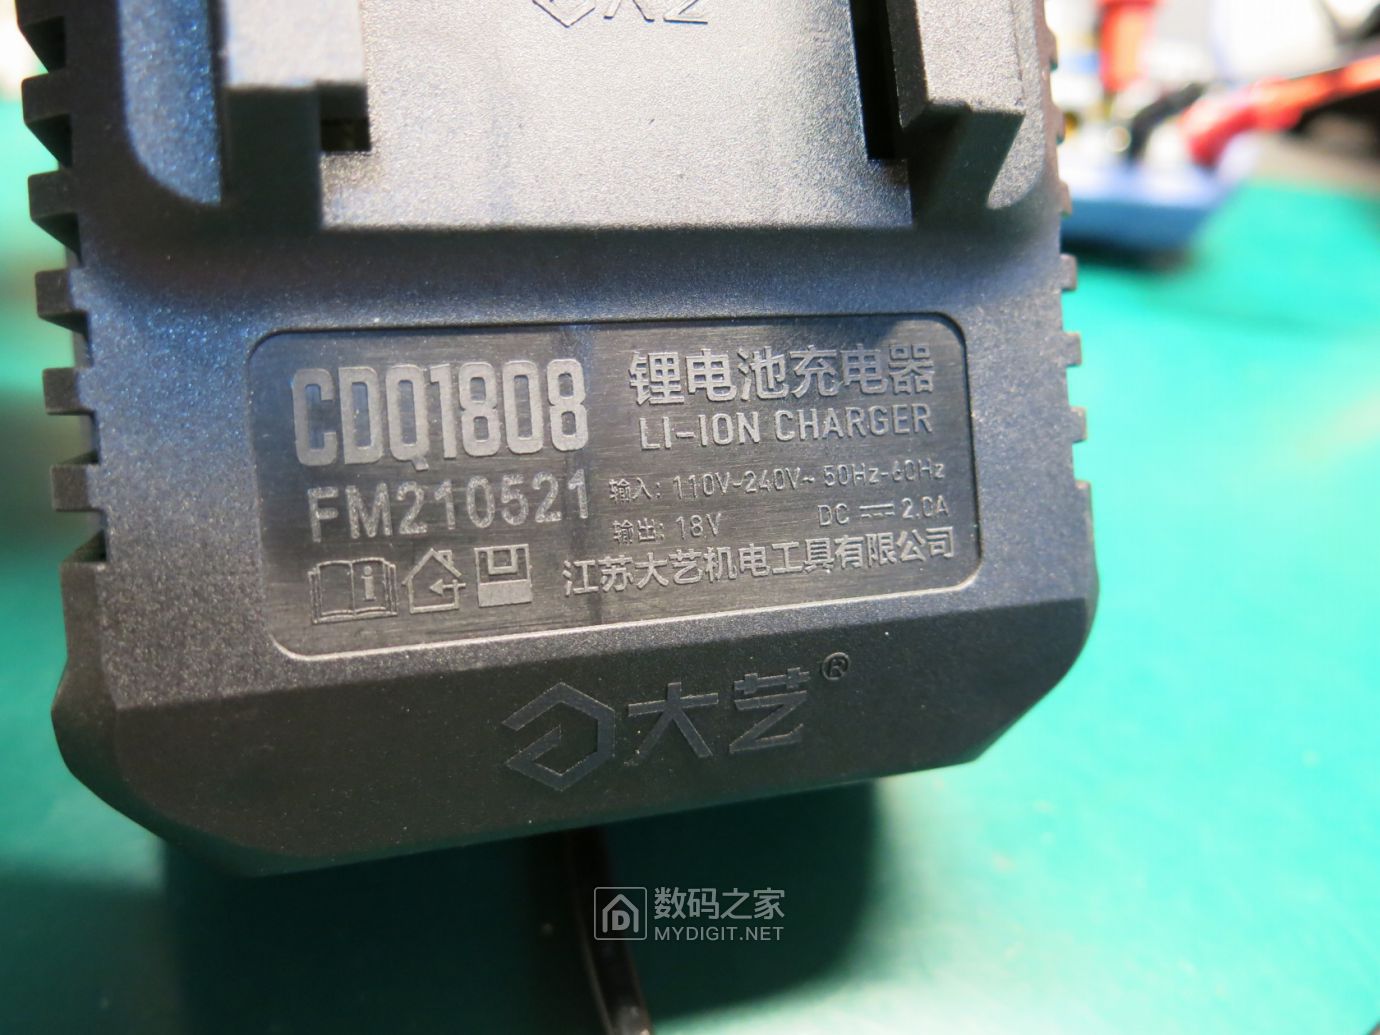 CDQ1808 锂电池充电器
LI-ION CHARGER
FM210521 输入: 110V-240V~ 50Hz-60Hz
输出: 18V DC 2.0A
江苏大艺机电工具有限公司
大艺®
数码之家
MYDIGIT.NET